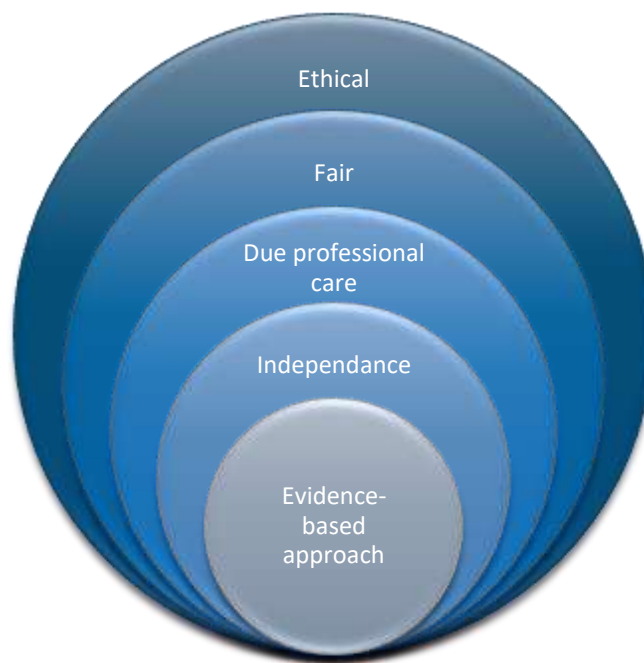 Ethical
Fair
Due professional
care
Independance
Evidence-
based
approach